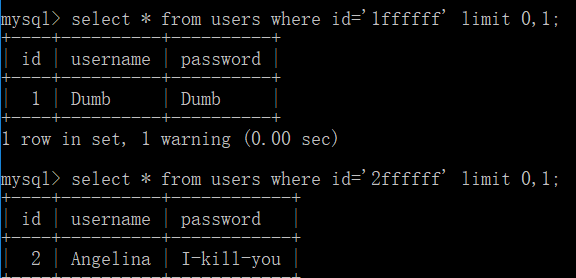 mysql> select * from users where id='1ffffff' limit 0,1;
+----+----------+----------+
| id | username | password |
+----+----------+----------+
|  1 | Dumb     | Dumb     |
+----+----------+----------+
1 row in set, 1 warning (0.00 sec)
mysql> select * from users where id='2ffffff' limit 0,1;
+----+----------+------------+
| id | username | password   |
+----+----------+------------+
|  2 | Angelina | I-kill-you |
+----+----------+------------+